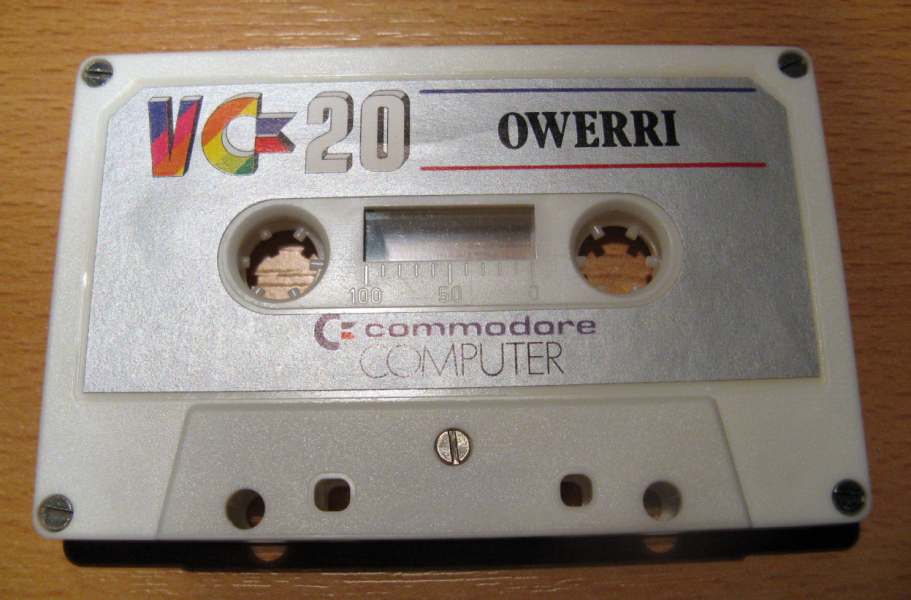 VC-20
OWERRI
100 50 0
commodore
COMPUTER